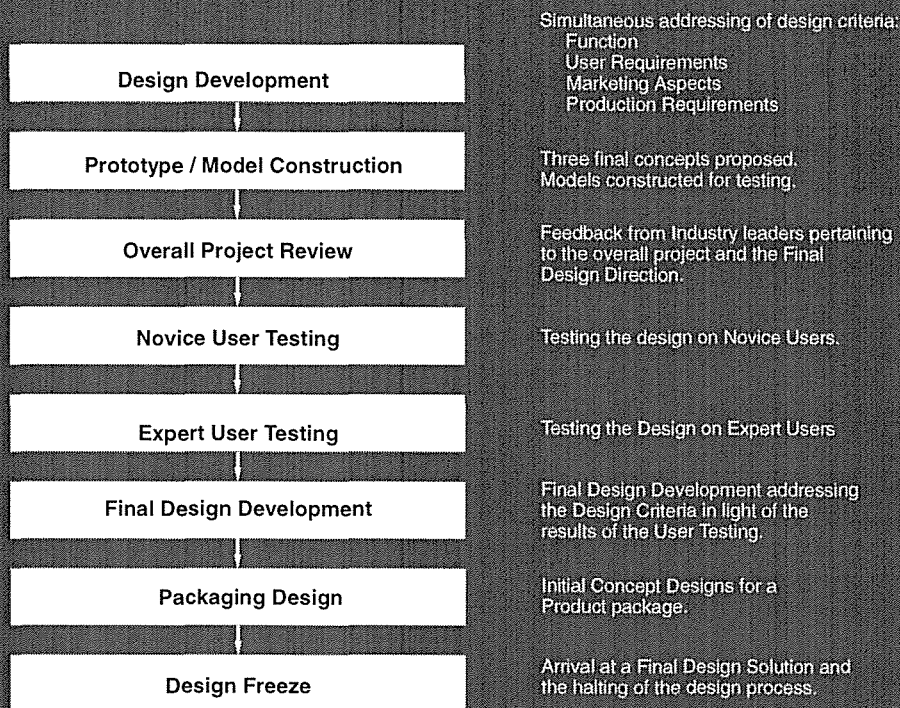 Design Development
Simultaneous addressing of design criteria:
Function
User Requirements
Marketing Aspects
Production Requirements
Prototype / Model Construction
Three final concepts proposed.
Models constructed for testing.
Overall Project Review
Feedback from Industry leaders pertaining
to the overall project and the Final
Design Direction.
Novice User Testing
Testing the design on Novice Users.
Expert User Testing
Testing the Design on Expert Users
Final Design Development
Final Design Development addressing
the Design Criteria in light of the
results of the User Testing.
Packaging Design
Initial Concept Designs for a
Product package.
Design Freeze
Arrival at a Final Design Solution and
the halting of the design process.